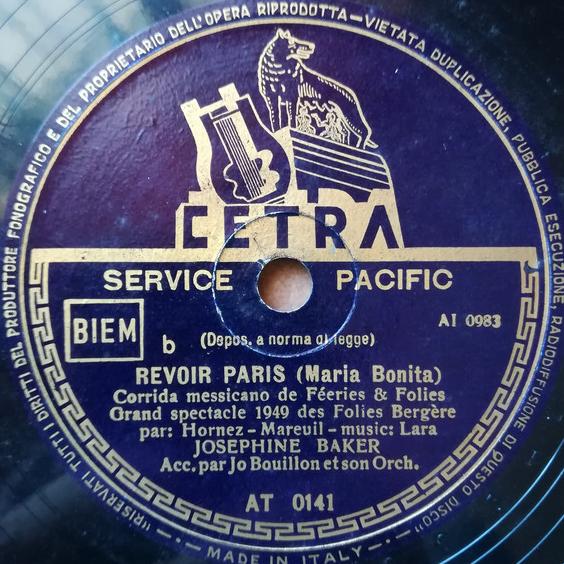 "(RISERVATI TUTTI I DIRITTI DEL PRODUTTORE FONOGRAFICO E DEL PROPRIETARIO DELL'OPERA RIPRODOTTA—VIETATA DUPLICAZIONE, PUBBLICA ESECUZIONE, RADIODIFFUSIONE DI QUESTO DISCO)"
CETRA
SERVICE PACIFIC
BIEM
AI 0983
b (Depos. a norma di legge)
REVOIR PARIS (Maria Bonita)
Corrida messicano de Féeries & Folies
Grand spectacle 1949 des Folies Bergère
par: Hornez - Mareuil - music: Lara
JOSEPHINE BAKER
Acc. par Jo Bouillon et son Orch.
AT 0141
— MADE IN ITALY —